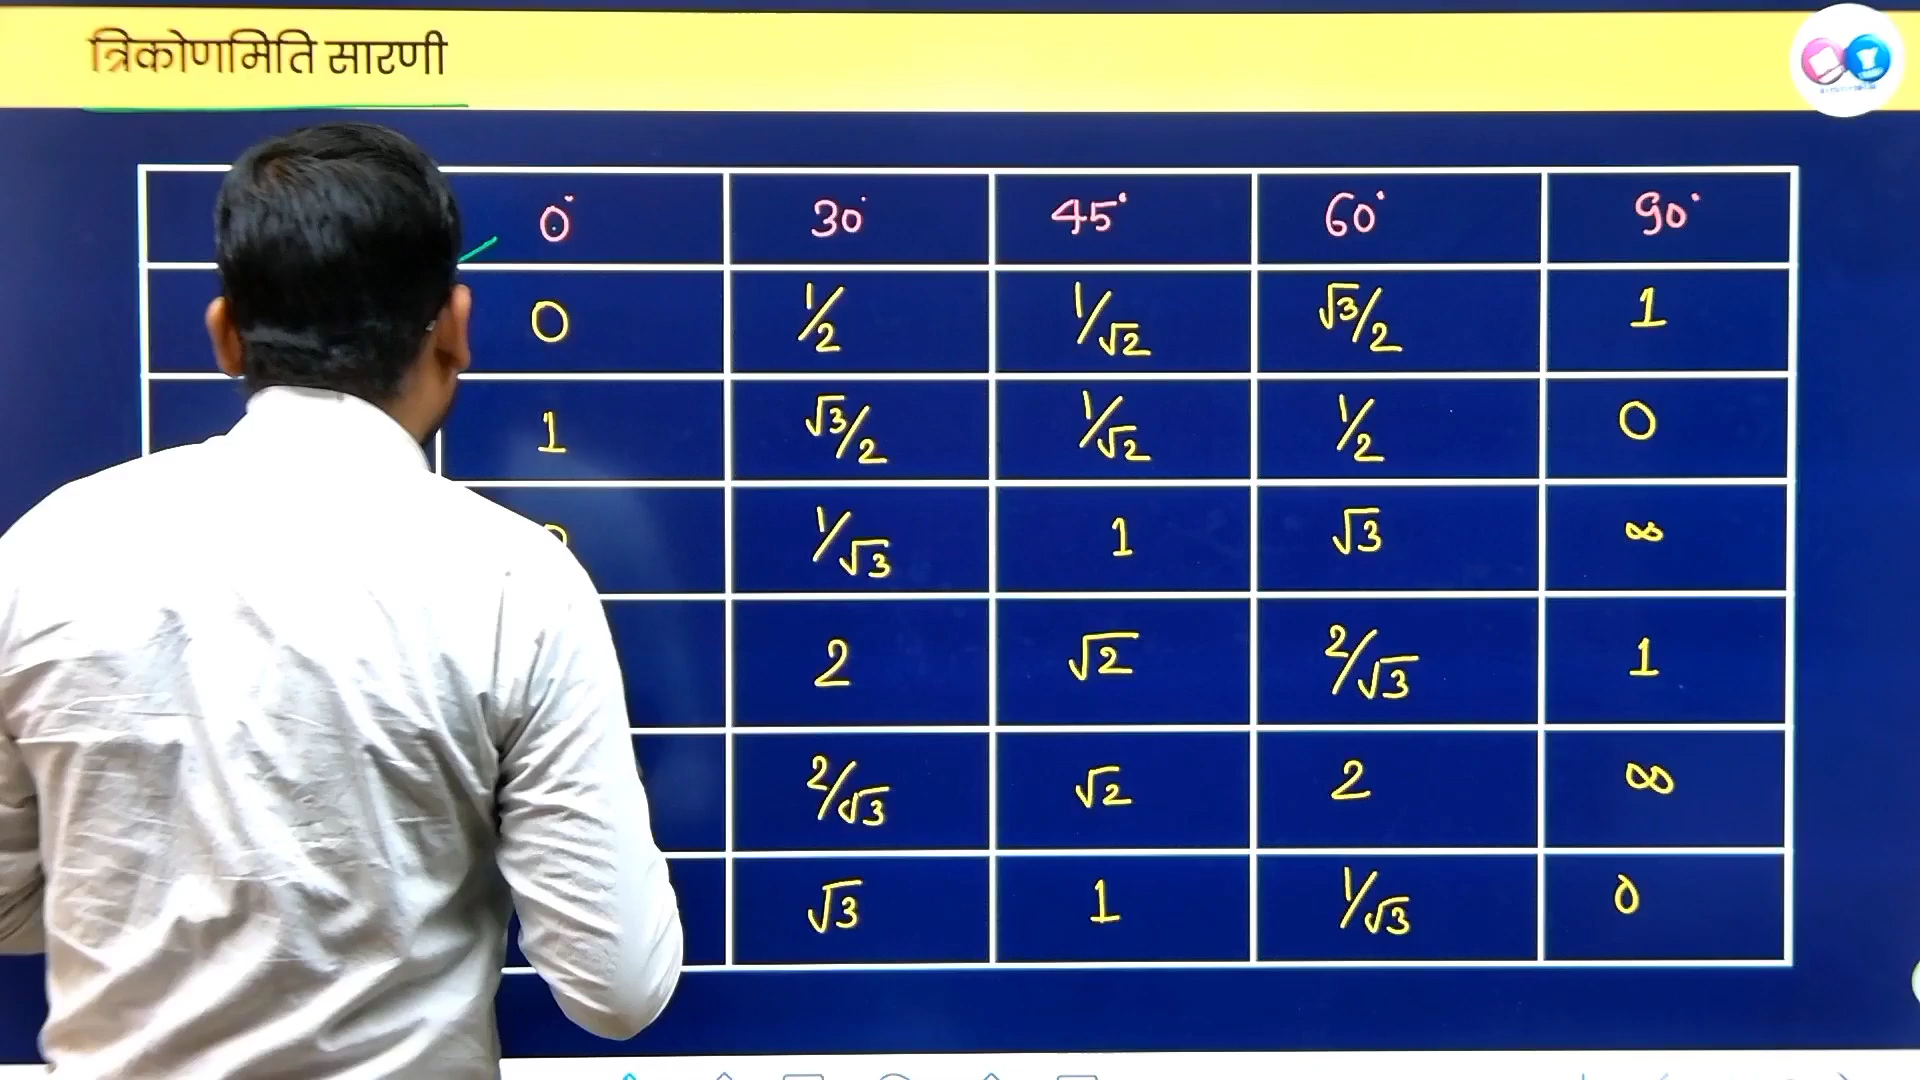 त्रिकोणमिति सारणी
0° 30° 45° 60° 90°
0 1/2 1/√2 √3/2 1
1 √3/2 1/√2 1/2 0
1/√3 1 √3 ∞
2 √2 2/√3 1
2/√3 √2 2 ∞
√3 1 1/√3 0